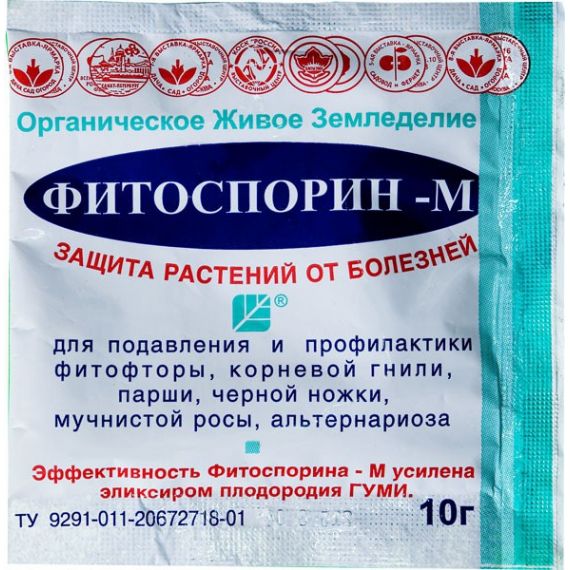 Органическое Живое Земледелие
ФИТОСПОРИН -М
ЗАЩИТА РАСТЕНИЙ ОТ БОЛЕЗНЕЙ
®
для подавления и профилактики
фитофторы, корневой гнили,
парши, черной ножки,
мучнистой росы, альтернариоза
Эффективность Фитоспорина - М усилена
эликсиром плодородия ГУМИ.
ТУ 9291-011-20672718-01
10г